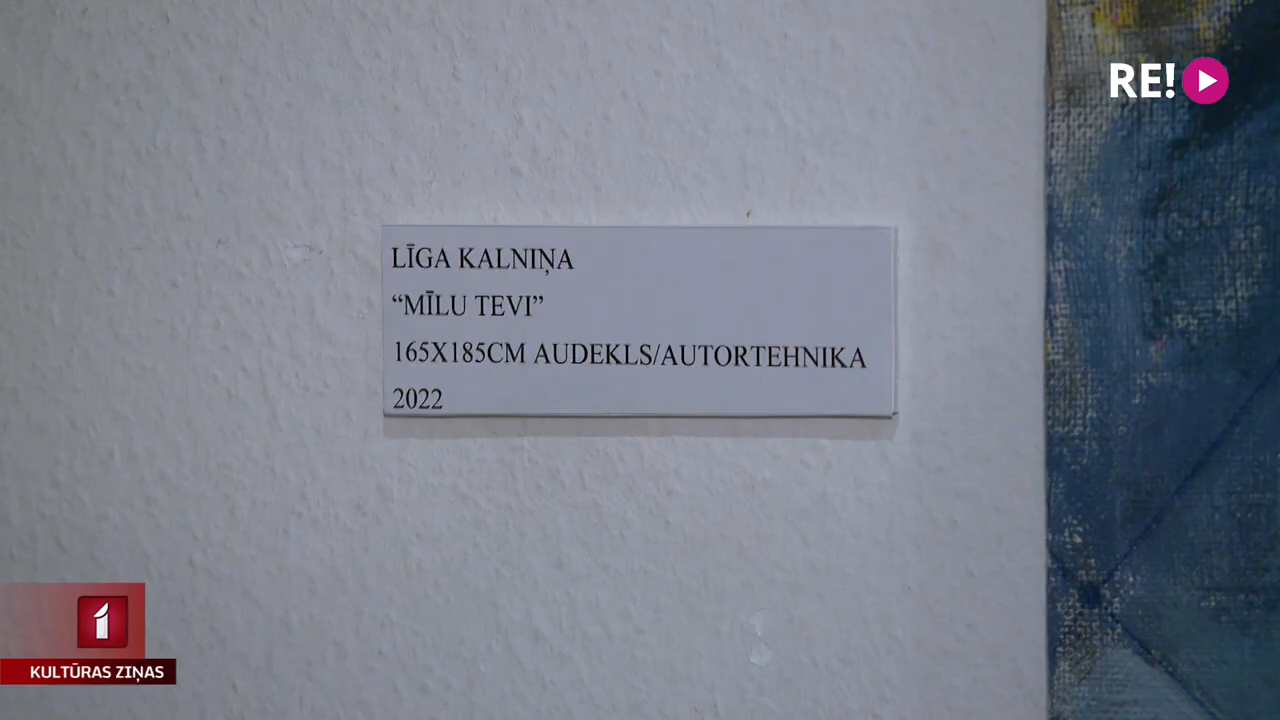 RE!
LĪGA KALNIŅA
“MĪLU TEVI”
165X185CM AUDEKLS/AUTORTEHNIKA
2022
1
KULTŪRAS ZIŅAS